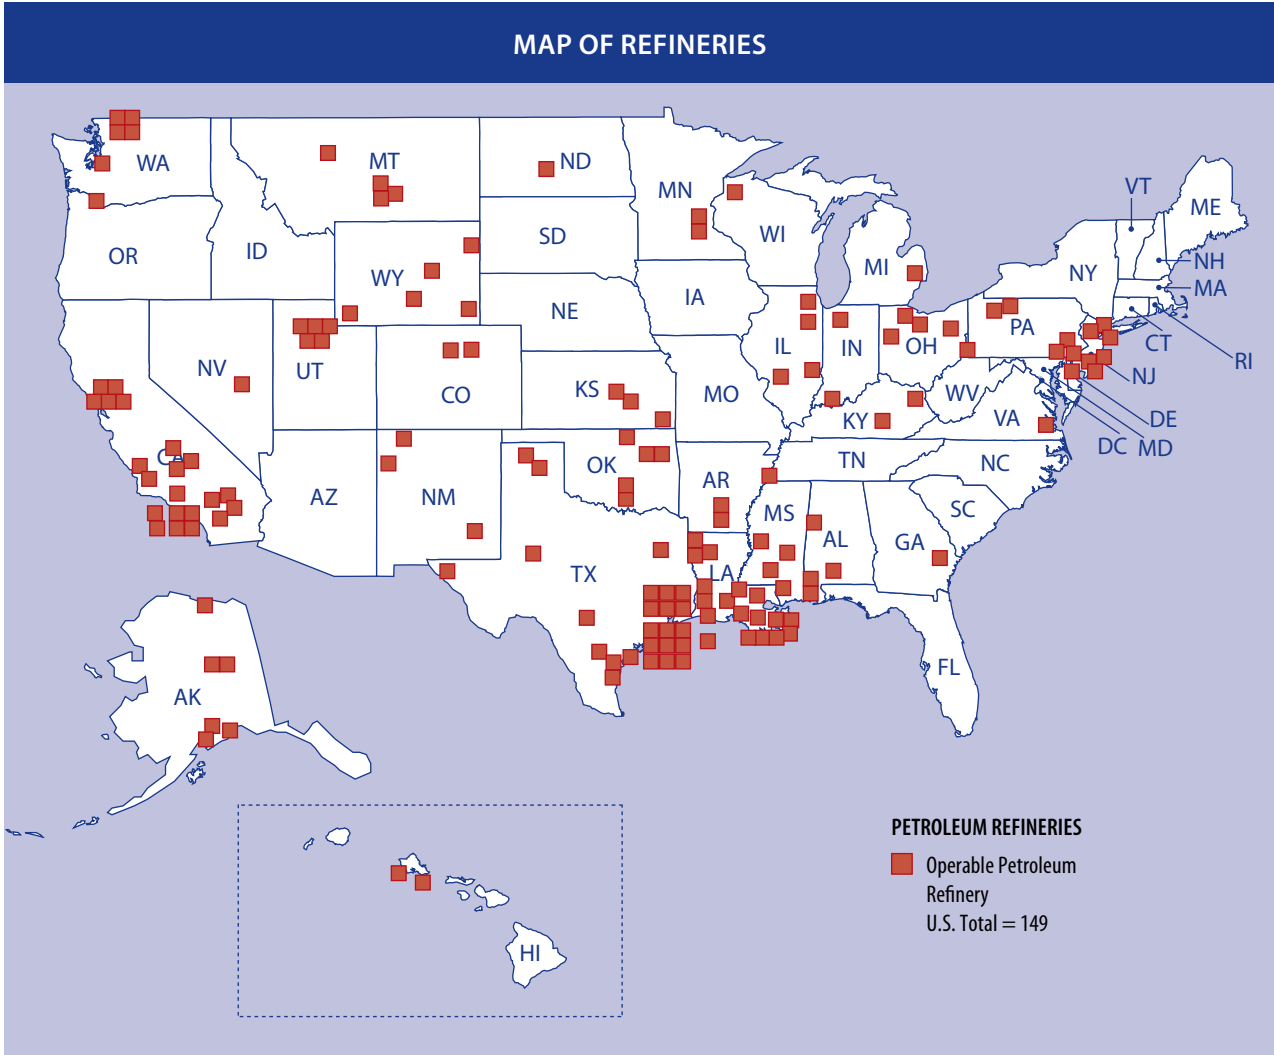 MAP OF REFINERIES
WA
MT
ND
MN
VT
ME
OR
ID
SD
WI
MI
NY
NH
MA
WY
NE
IA
PA
CT
RI
NV
UT
CO
KS
MO
IL
IN
OH
NJ
WV
VA
KY
DE
DC
MD
CA
AZ
NM
OK
AR
TN
NC
SC
MS
AL
GA
TX
LA
FL
AK
HI
PETROLEUM REFINERIES
Operable Petroleum
Refinery
U.S. Total = 149